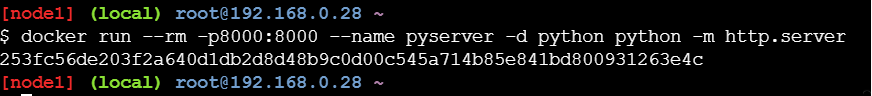 [node1] (local) root@192.168.0.28 ~
$ docker run --rm -p8000:8000 --name pyserver -d python python -m http.server
253fc56de203f2a640d1db2d8d48b9c0d00c545a714b85e841bd800931263e4c
[node1] (local) root@192.168.0.28 ~